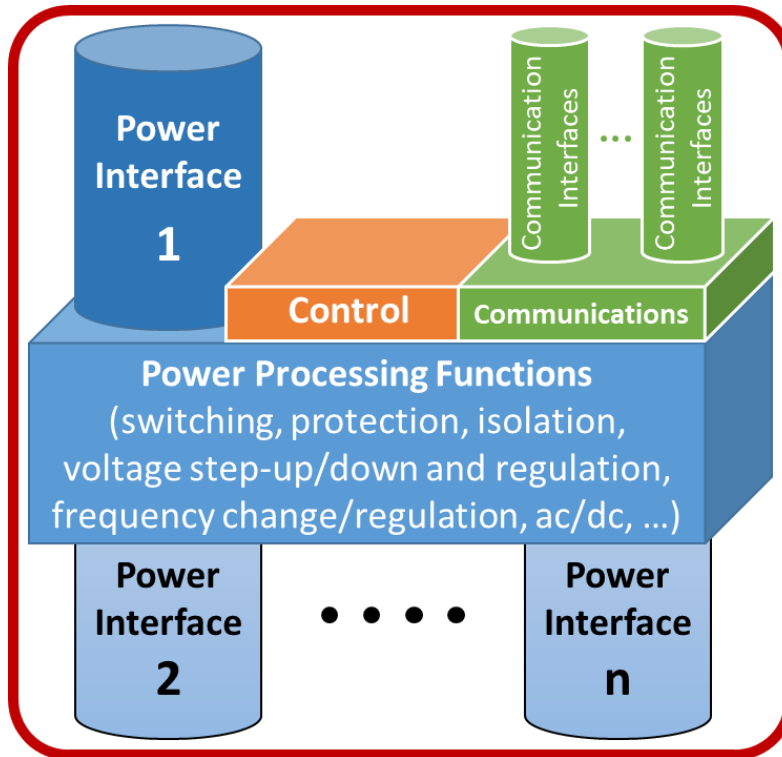 Power
Interface
1
Communication
Interfaces
...
Communication
Interfaces
Control
Communications
Power Processing Functions
(switching, protection, isolation,
voltage step-up/down and regulation,
frequency change/regulation, ac/dc, ...)
Power
Interface
2
• • • •
Power
Interface
n